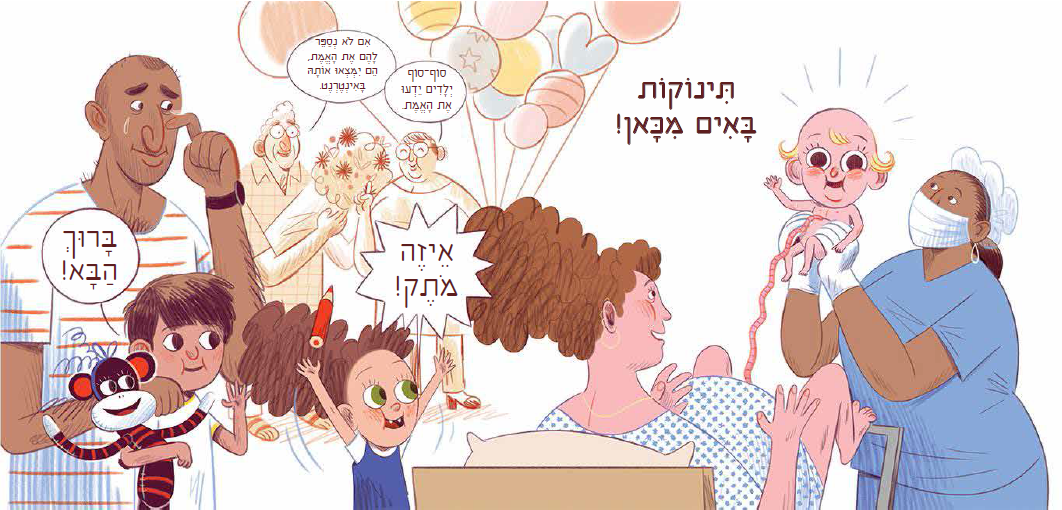 תִּינוֹקוֹת
בָּאִים מִכָּאן!
אִם לֹא נְסַפֵּר
לָהֶם אֶת הָאֱמֶת,
הֵם יִמְצְאוּ אוֹתָהּ
בָּאִינְטֶרְנֶט.
סוֹף־סוֹף
יְלָדִים יֵדְעוּ
אֶת הָאֱמֶת.
אֵיזֶה
מֹתֶק!
בָּרוּךְ
הַבָּא!